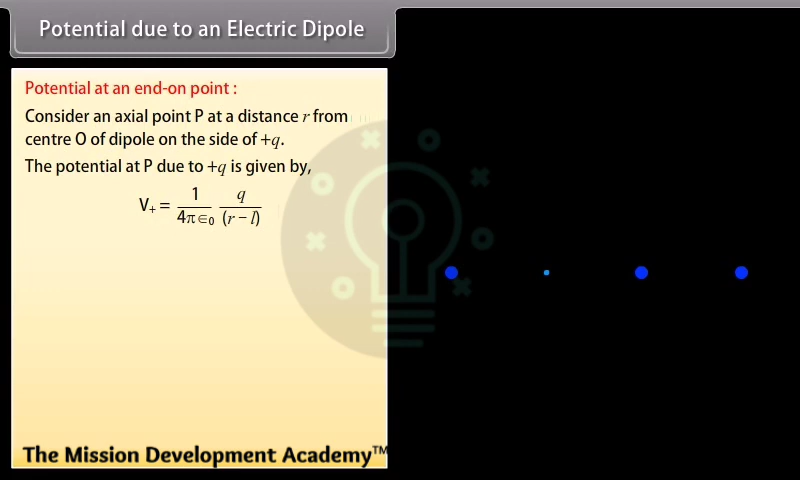 Potential due to an Electric Dipole
Potential at an end-on point :
Consider an axial point P at a distance r from
centre O of dipole on the side of +q.
The potential at P due to +q is given by,
V₊ = 1/4π∈₀ q/(r – l)
The Mission Development Academy™